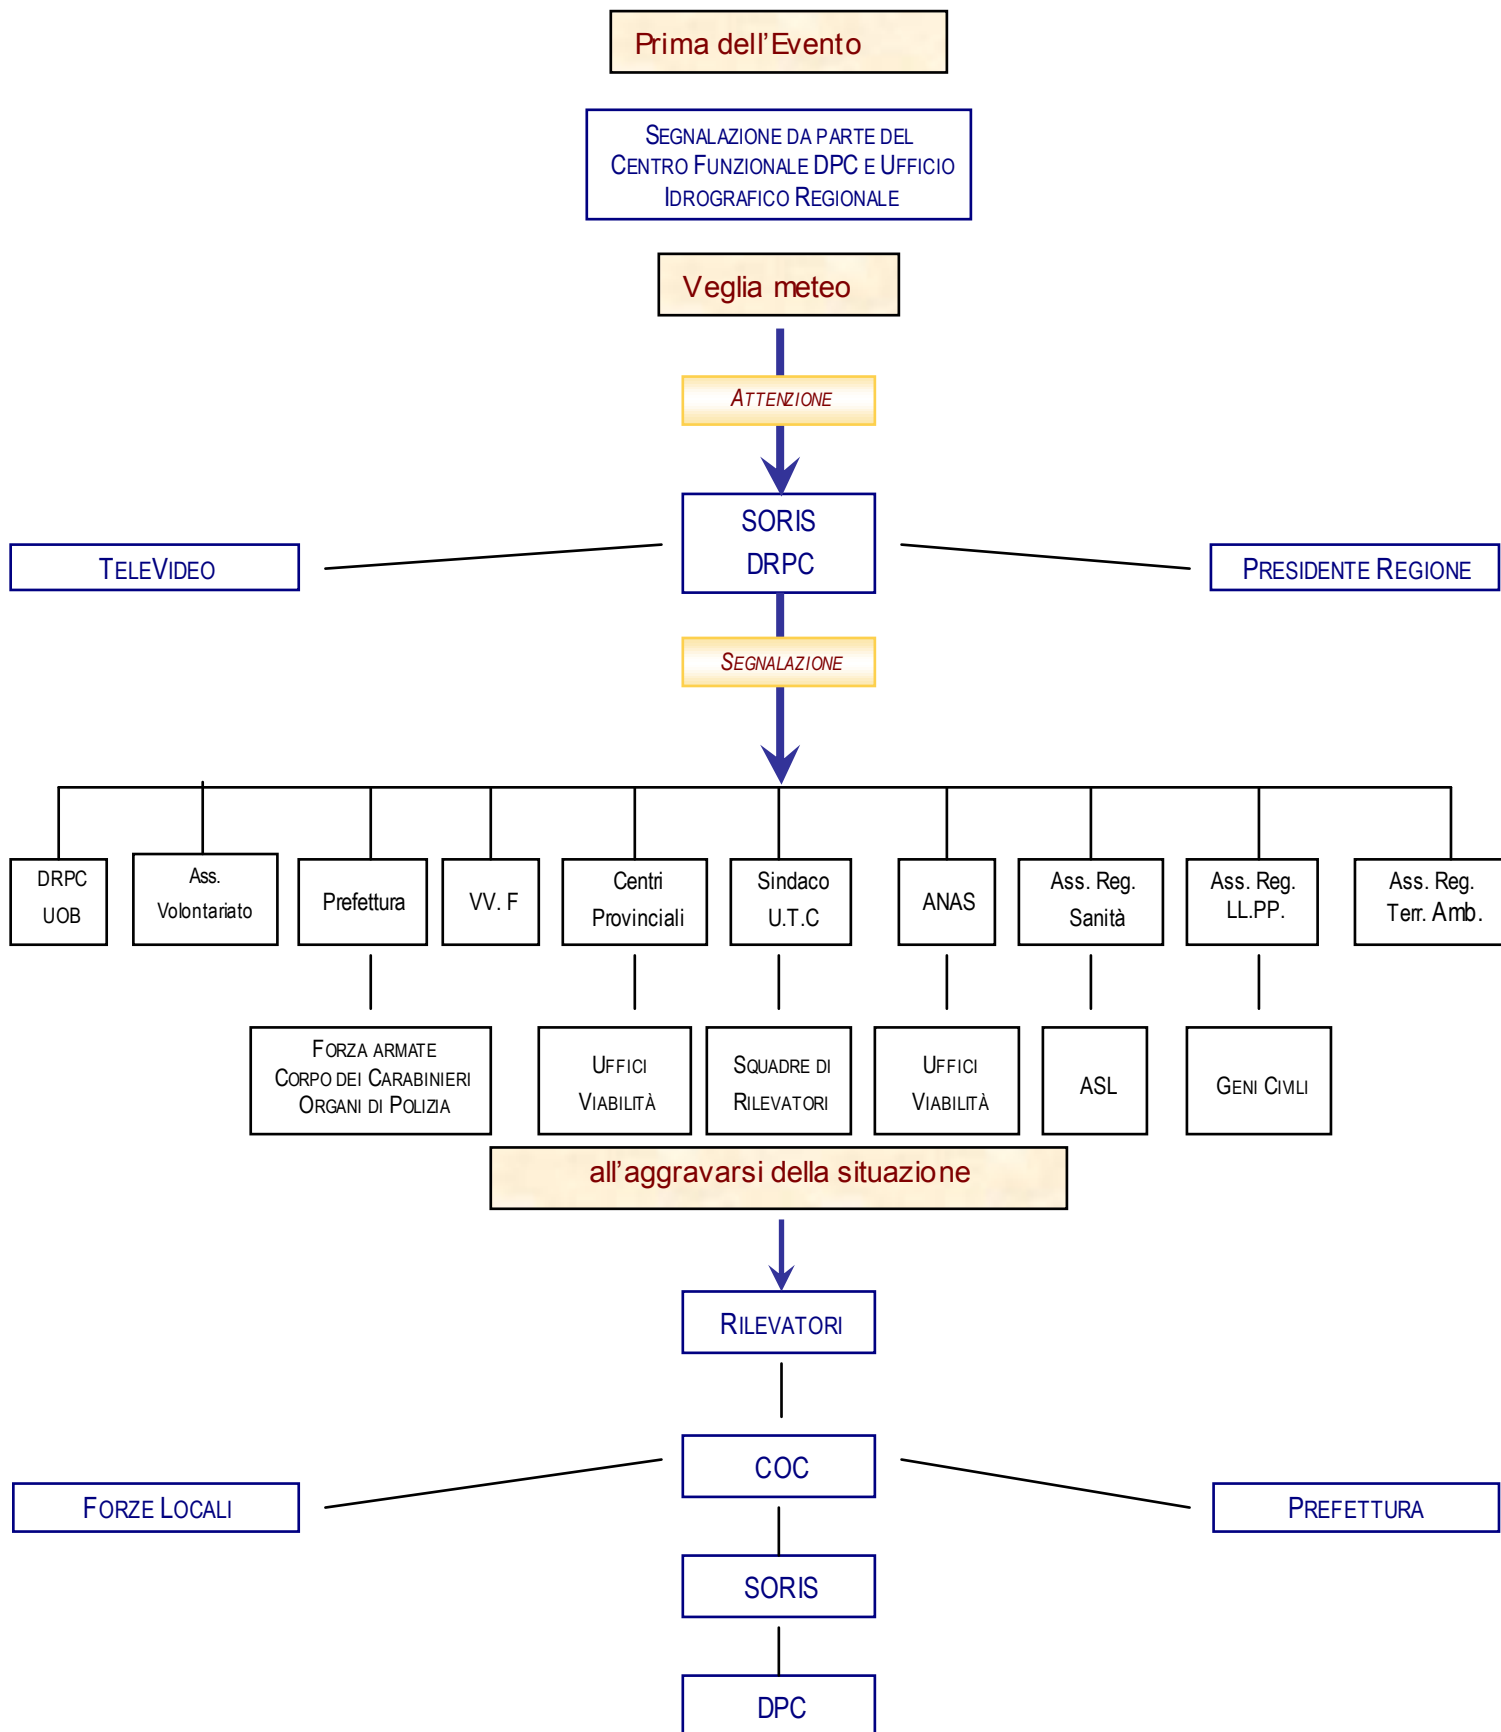 Prima dell'Evento
SEGNALAZIONE DA PARTE DEL
CENTRO FUNZIONALE DPC E UFFICIO
IDROGRAFICO REGIONALE
Veglia meteo
ATTENZIONE
SORIS
DRPC
TELEVIDEO
PRESIDENTE REGIONE
SEGNALAZIONE
DRPC
UOB
Ass.
Volontariato
Prefettura
VV. F
Centri
Provinciali
Sindaco
U.T.C
ANAS
Ass. Reg.
Sanità
Ass. Reg.
LL.PP.
Ass. Reg.
Terr. Amb.
FORZA ARMATE
CORPO DEI CARABINIERI
ORGANI DI POLIZIA
UFFICI
VIABILITÀ
SQUADRE DI
RILEVATORI
UFFICI
VIABILITÀ
ASL
GENI CIVILI
all'aggravarsi della situazione
RILEVATORI
COC
FORZE LOCALI
PREFETTURA
SORIS
DPC